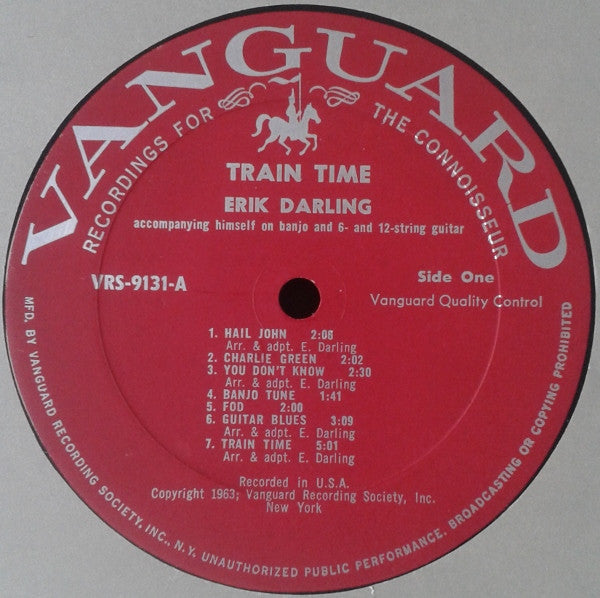 VANGUARD
RECORDINGS FOR THE CONNOISSEUR
TRAIN TIME
ERIK DARLING
accompanying himself on banjo and 6- and 12-string guitar
VRS-9131-A
Side One
Vanguard Quality Control
1. HAIL JOHN 2:08
Arr. & adpt. E. Darling
2. CHARLIE GREEN 2:02
3. YOU DON'T KNOW 2:30
Arr. & adpt. E. Darling
4. BANJO TUNE 1:41
5. FOD 2:00
6. GUITAR BLUES 3:09
Arr. & adpt. E. Darling
7. TRAIN TIME 5:01
Arr. & adpt. E. Darling
Recorded in U.S.A.
Copyright 1963; Vanguard Recording Society, Inc.
New York
MFD. BY VANGUARD RECORDING SOCIETY, INC., N.Y. UNAUTHORIZED PUBLIC PERFORMANCE, BROADCASTING OR COPYING PROHIBITED